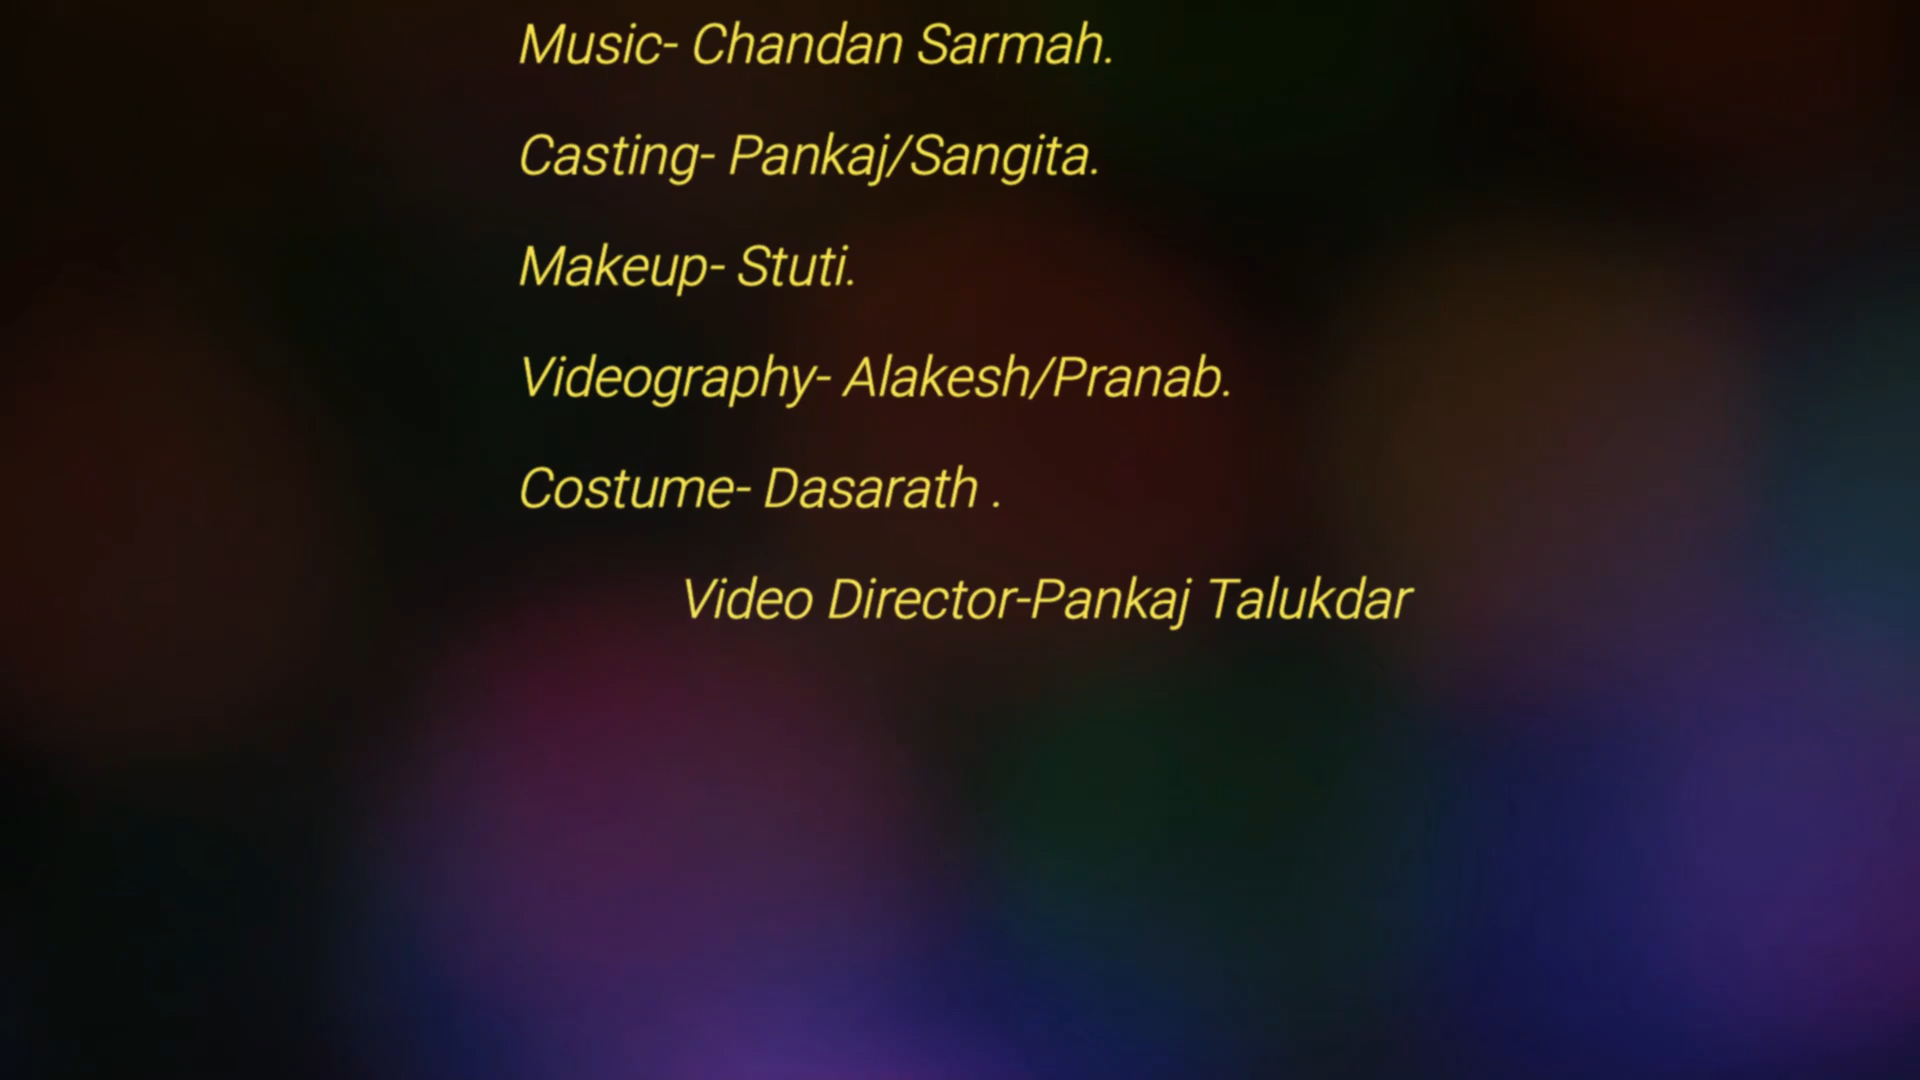 Music- Chandan Sarmah.
Casting- Pankaj/Sangita.
Makeup- Stuti.
Videography- Alakesh/Pranab.
Costume- Dasarath .
Video Director-Pankaj Talukdar